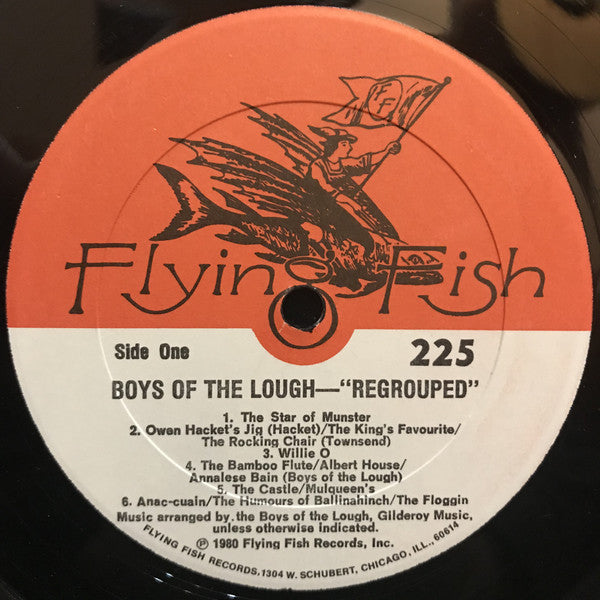 FF
Flying Fish
Side One 225
BOYS OF THE LOUGH—“REGROUPED”
1. The Star of Munster
2. Owen Hacket's Jig (Hacket)/The King's Favourite/
The Rocking Chair (Townsend)
3. Willie O
4. The Bamboo Flute/Albert House/
Annalese Bain (Boys of the Lough)
5. The Castle/Mulqueen's
6. Anac-cuain/The Humours of Ballinahinch/The Floggin
Music arranged by.the Boys of the Lough, Gilderoy Music,
unless otherwise indicated.
℗ 1980 Flying Fish Records, Inc.
FLYING FISH RECORDS, 1304 W. SCHUBERT, CHICAGO, ILL., 60614